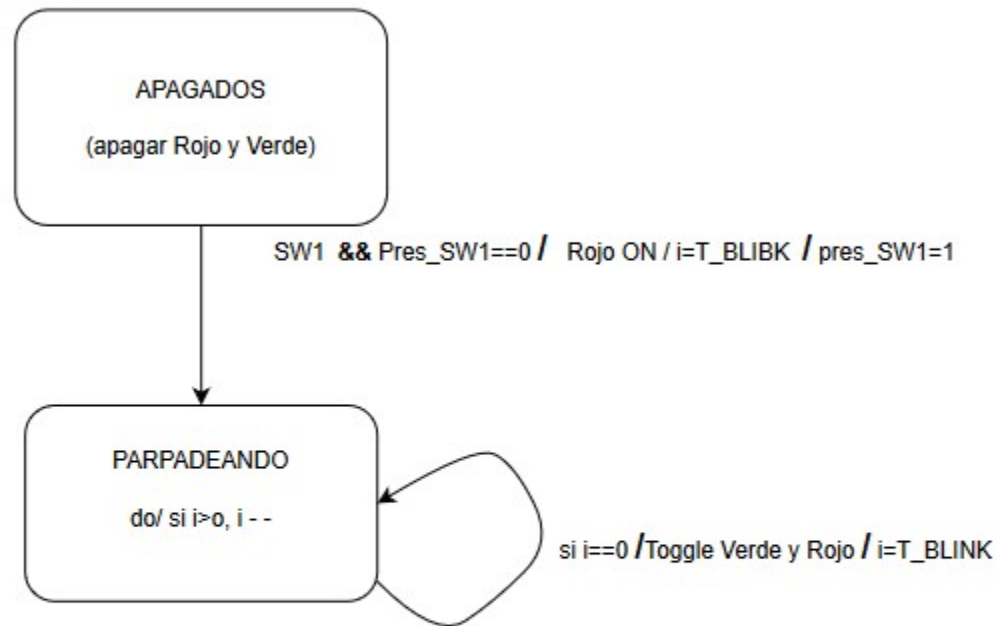 APAGADOS
(apagar Rojo y Verde)
SW1 && Pres_SW1==0 / Rojo ON / i=T_BLIBK / pres_SW1=1
PARPADEANDO
do/ si i>o, i - -
si i==0 /Toggle Verde y Rojo / i=T_BLINK